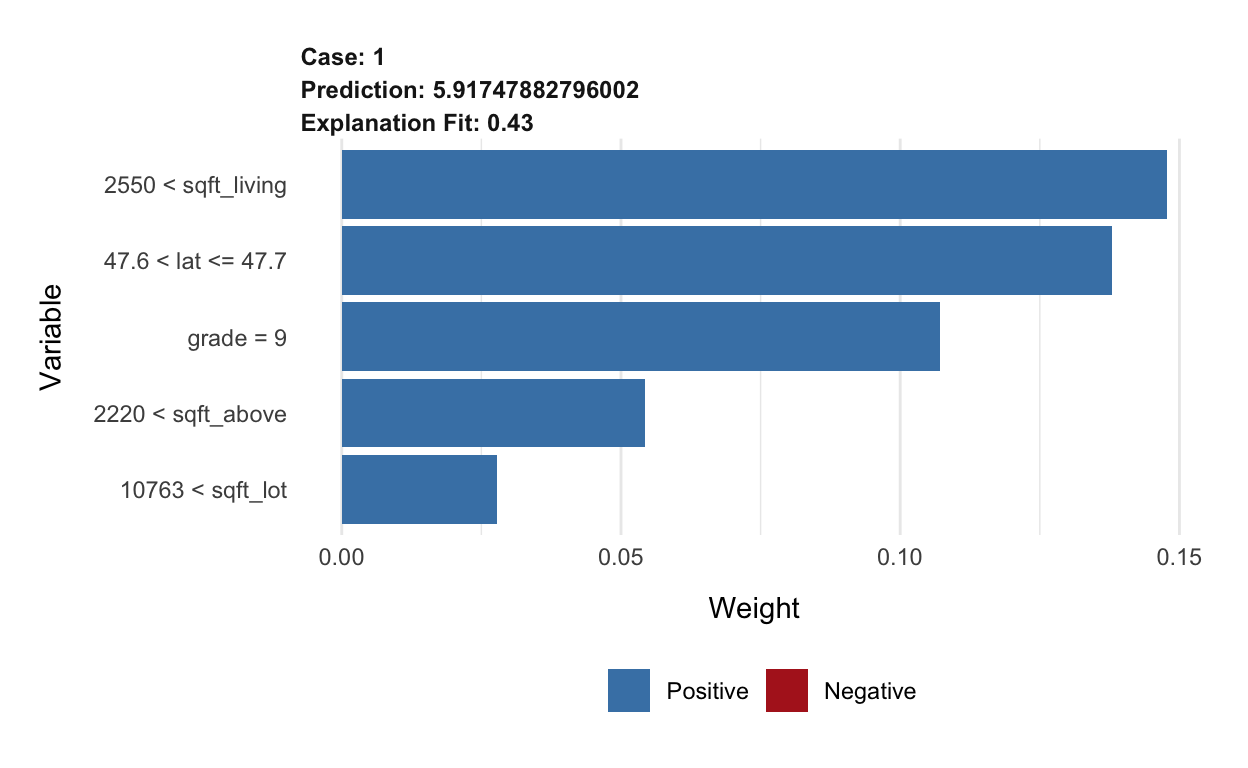 Case: 1
Prediction: 5.91747882796002
Explanation Fit: 0.43
2550 < sqft_living
47.6 < lat <= 47.7
grade = 9
2220 < sqft_above
10763 < sqft_lot
Variable
0.00 0.05 0.10 0.15
Weight
Positive Negative